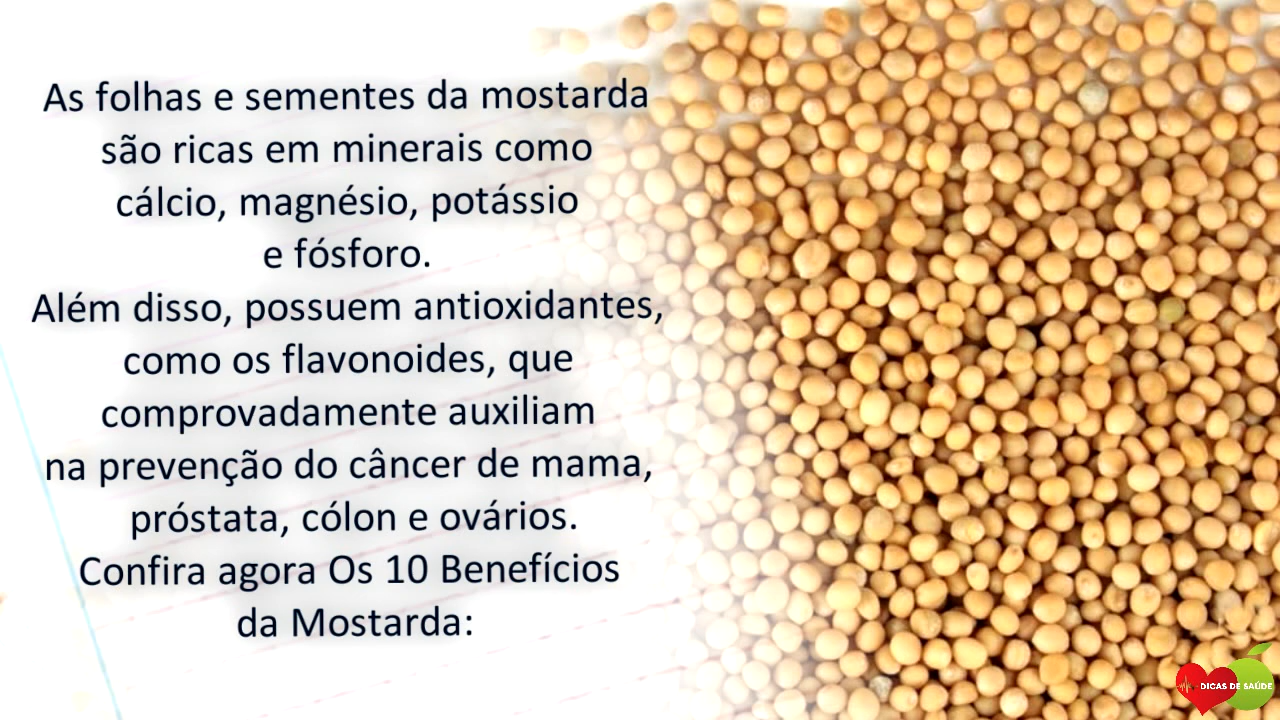 As folhas e sementes da mostarda
são ricas em minerais como
cálcio, magnésio, potássio
e fósforo.
Além disso, possuem antioxidantes,
como os flavonoides, que
comprovadamente auxiliam
na prevenção do câncer de mama,
próstata, cólon e ovários.
Confira agora Os 10 Benefícios
da Mostarda:
DICAS DE SAÚDE